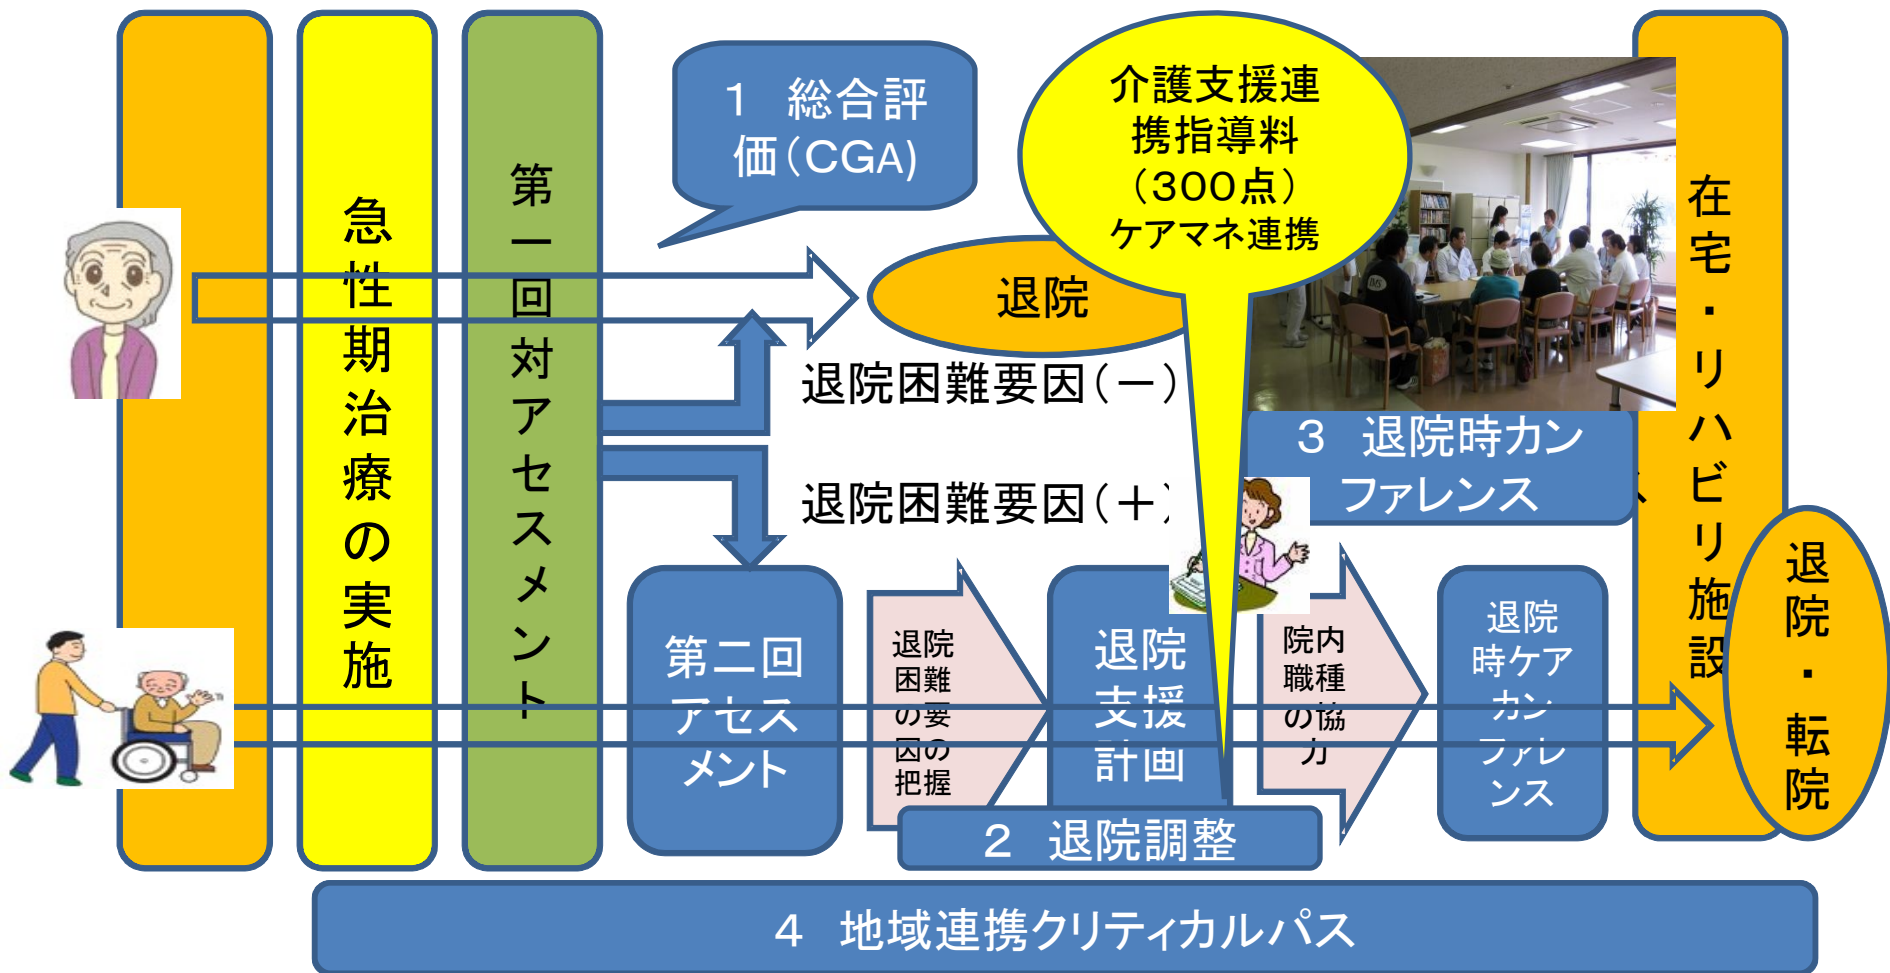 急性期治療の実施
第一回対アセスメント
1　総合評
価（CGA)
介護支援連
携指導料
（300点）
ケアマネ連携
退院
退院困難要因（－）
退院困難要因（＋）
3　退院時カン
ファレンス
在宅・リハビリ施設
第二回
アセス
メント
退院
困難
の要
因の
把握
退院
支援
計画
院内
職種
の協
力
退院
時ケア
カン
ファレ
ンス
退院・転院
2　退院調整
4　地域連携クリティカルパス